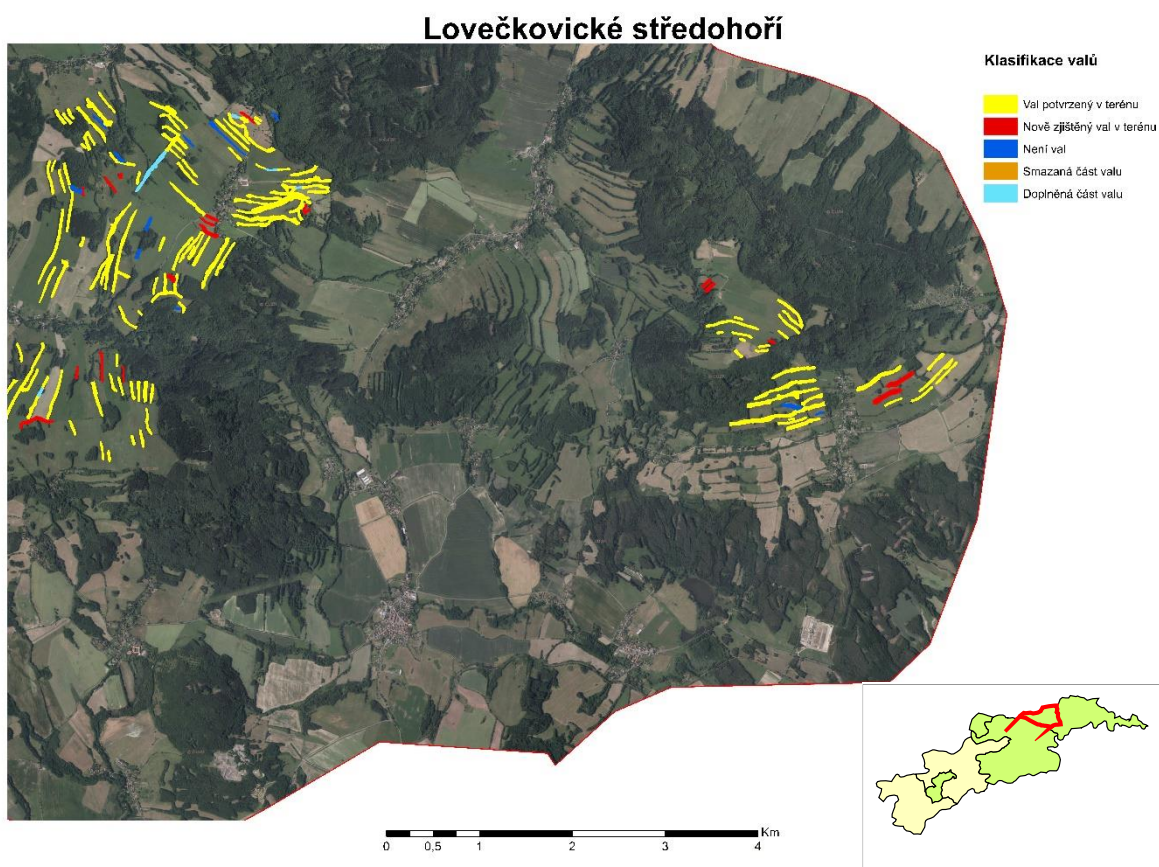 Lovečkovické středohoří
Klasifikace valů
Val potvrzený v terénu
Nově zjištěný val v terénu
Není val
Smazaná část valu
Doplněná část valu
Km
0 0,5 1 2 3 4